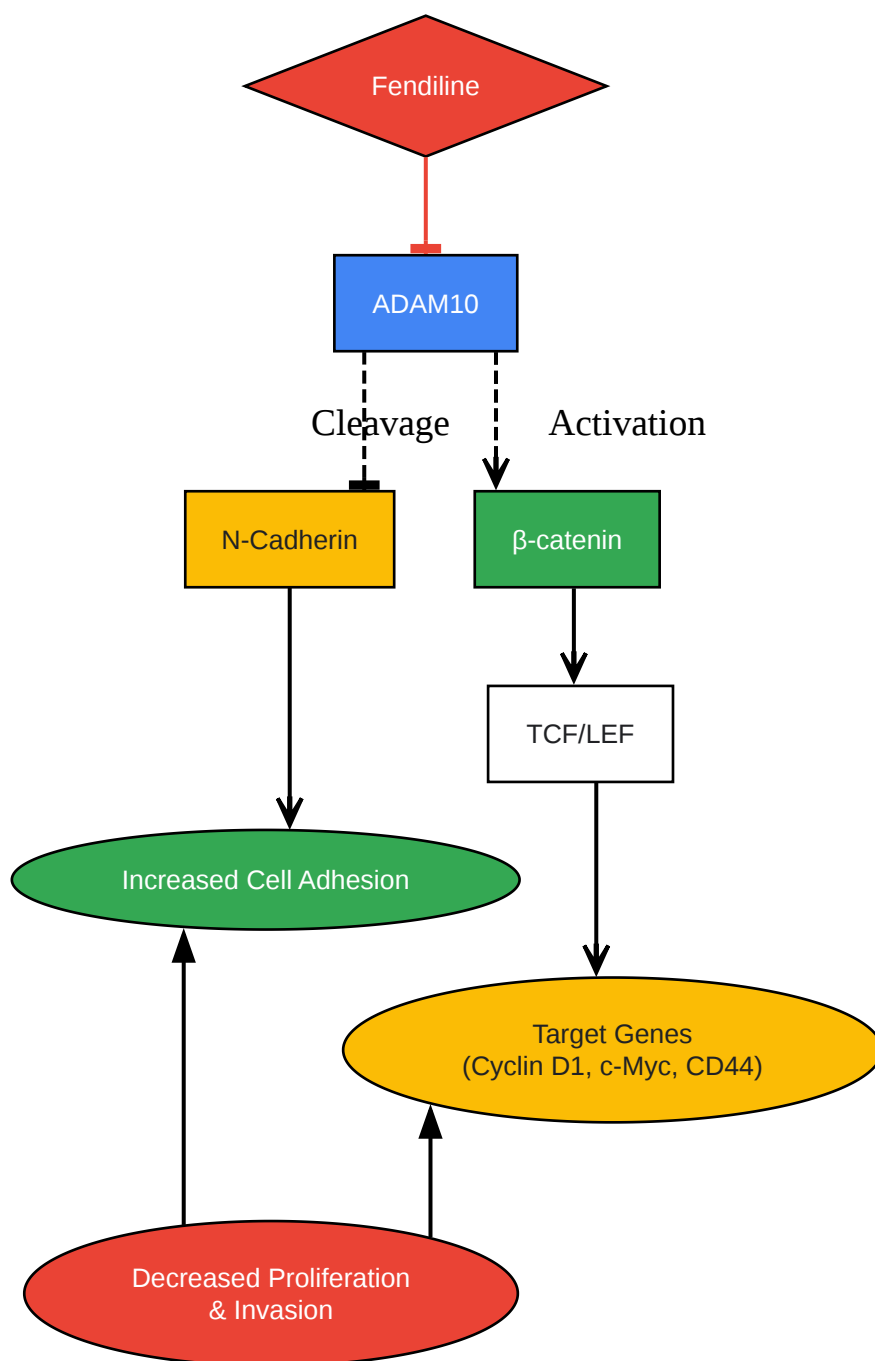 Fendiline
ADAM10
Cleavage
Activation
N-Cadherin
β-catenin
TCF/LEF
Increased Cell Adhesion
Target Genes
(Cyclin D1, c-Myc, CD44)
Decreased Proliferation
& Invasion